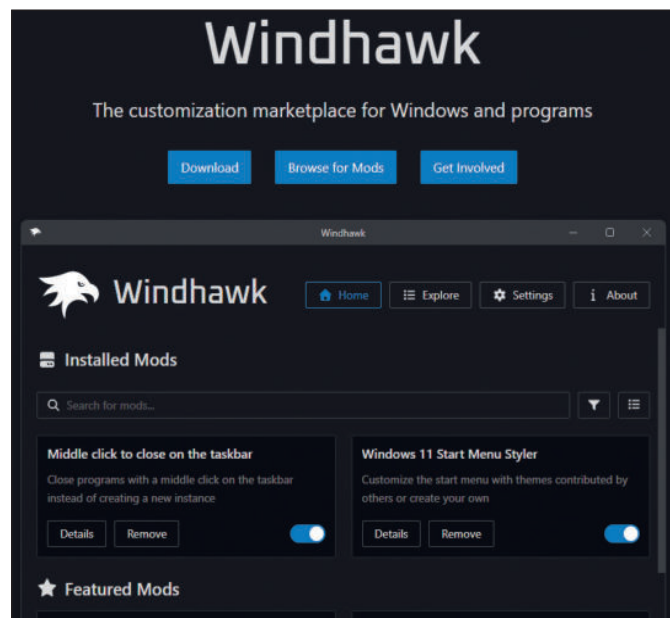 Windhawk
The customization marketplace for Windows and programs
Download Browse for Mods Get Involved
Windhawk
Windhawk Home Explore Settings About
Installed Mods
Search for mods...
Middle click to close on the taskbar
Close programs with a middle click on the taskbar
instead of creating a new instance
Details Remove
Windows 11 Start Menu Styler
Customize the start menu with themes contributed by
others or create your own
Details Remove
Featured Mods